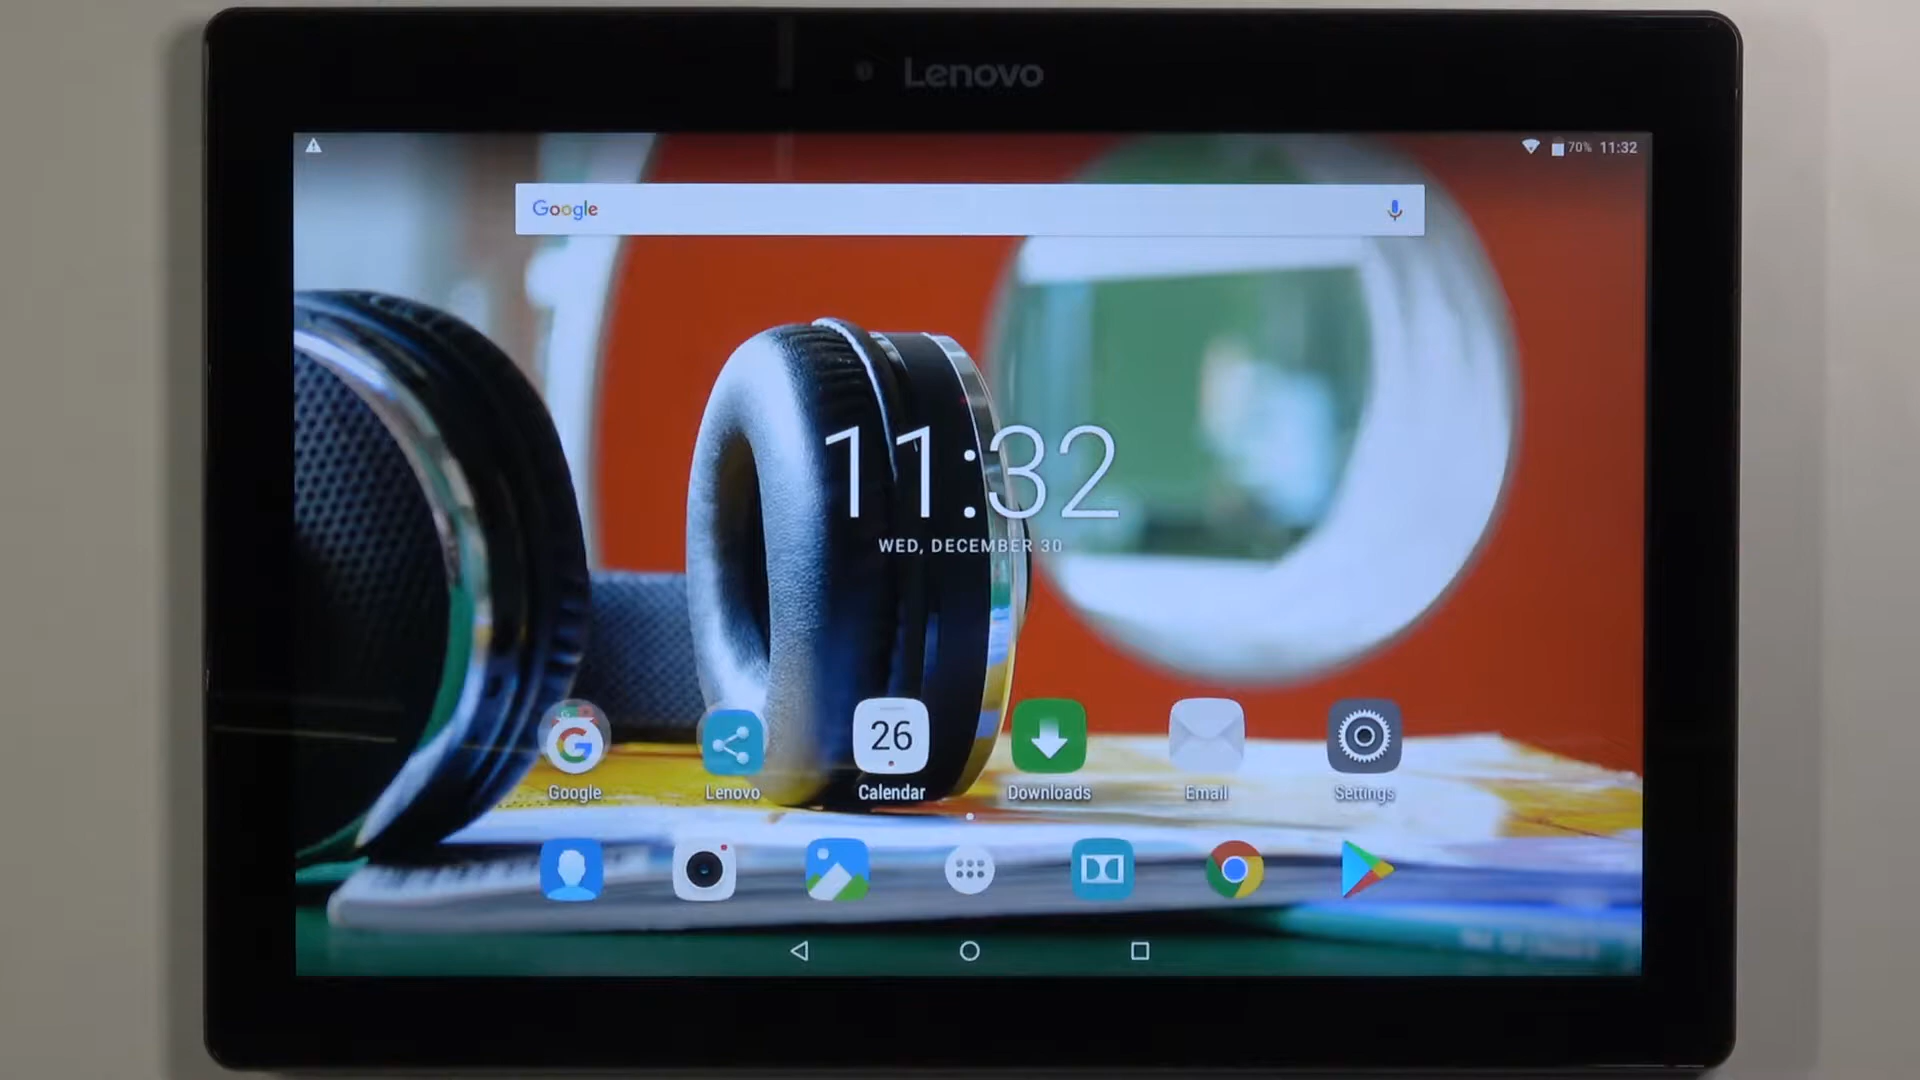 Lenovo
70% 11:32
Google
11:32
WED, DECEMBER 30
26
Google Lenovo Calendar Downloads Email Settings